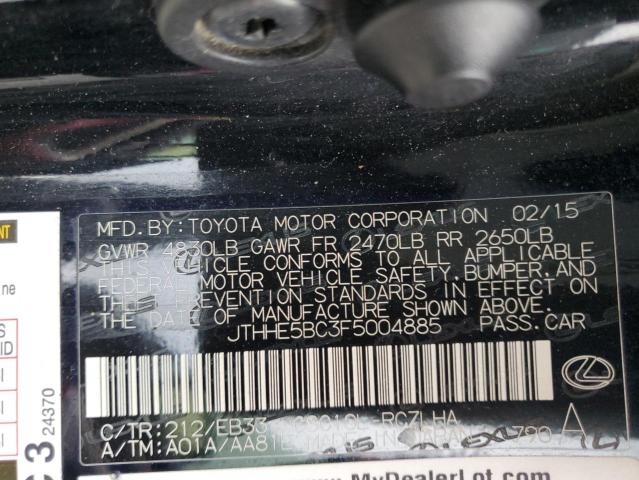 MFD. BY: TOYOTA MOTOR CORPORATION 02/15
GVWR 4830LB GAWR FR 2470LB RR 2650LB
THIS VEHICLE CONFORMS TO ALL APPLICABLE
FEDERAL MOTOR VEHICLE SAFETY, BUMPER, AND
THEFT PREVENTION STANDARDS IN EFFECT ON
THE DATE OF MANUFACTURE SHOWN ABOVE.
JTHHE5BC3F5004885 PASS. CAR
C/TR: 212/EB33
A/TM: A01A/AA81E
A
24370
www.MyDealerLot.com